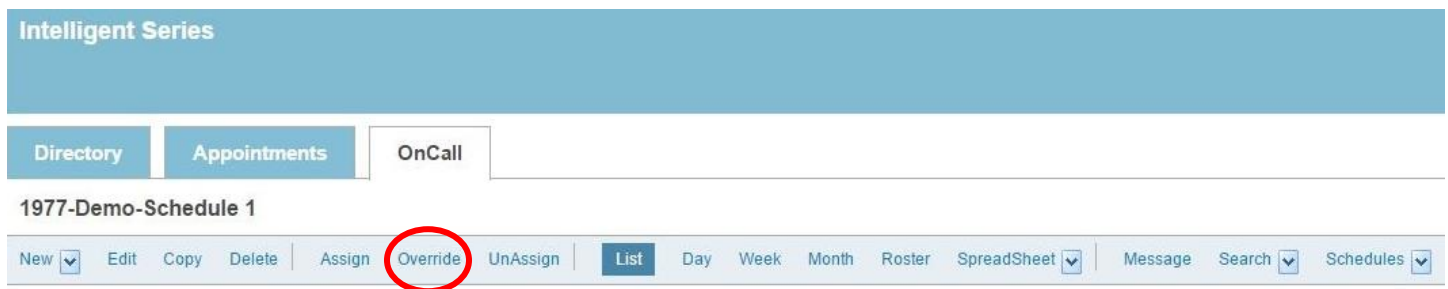 Intelligent Series
Directory Appointments OnCall
1977-Demo-Schedule 1
New Edit Copy Delete Assign Override UnAssign List Day Week Month Roster SpreadSheet Message Search Schedules